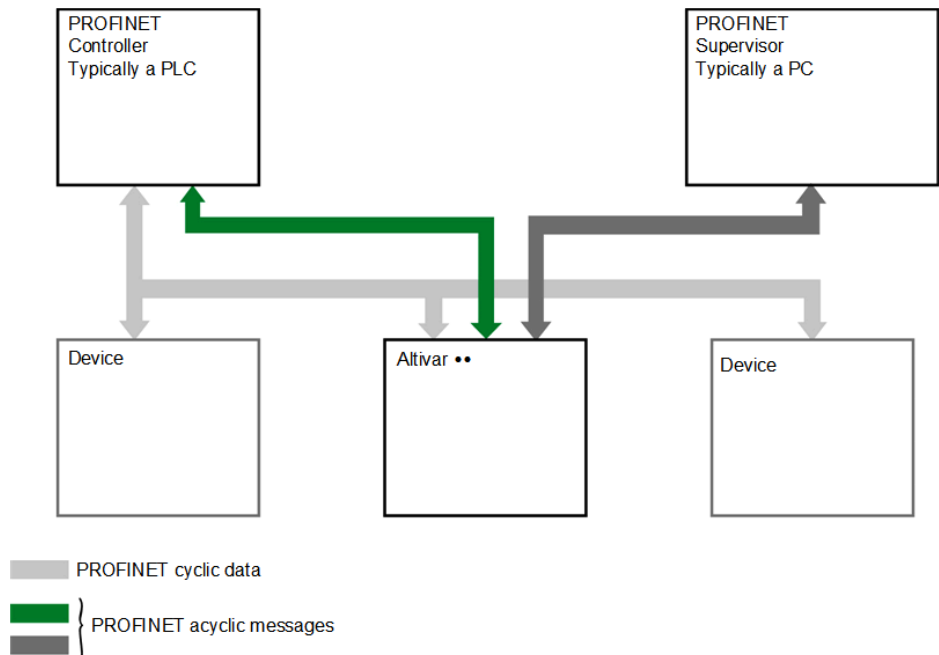 PROFINET
Controller
Typically a PLC
PROFINET
Supervisor
Typically a PC
Device
Altivar ••
Device
PROFINET cyclic data
PROFINET acyclic messages